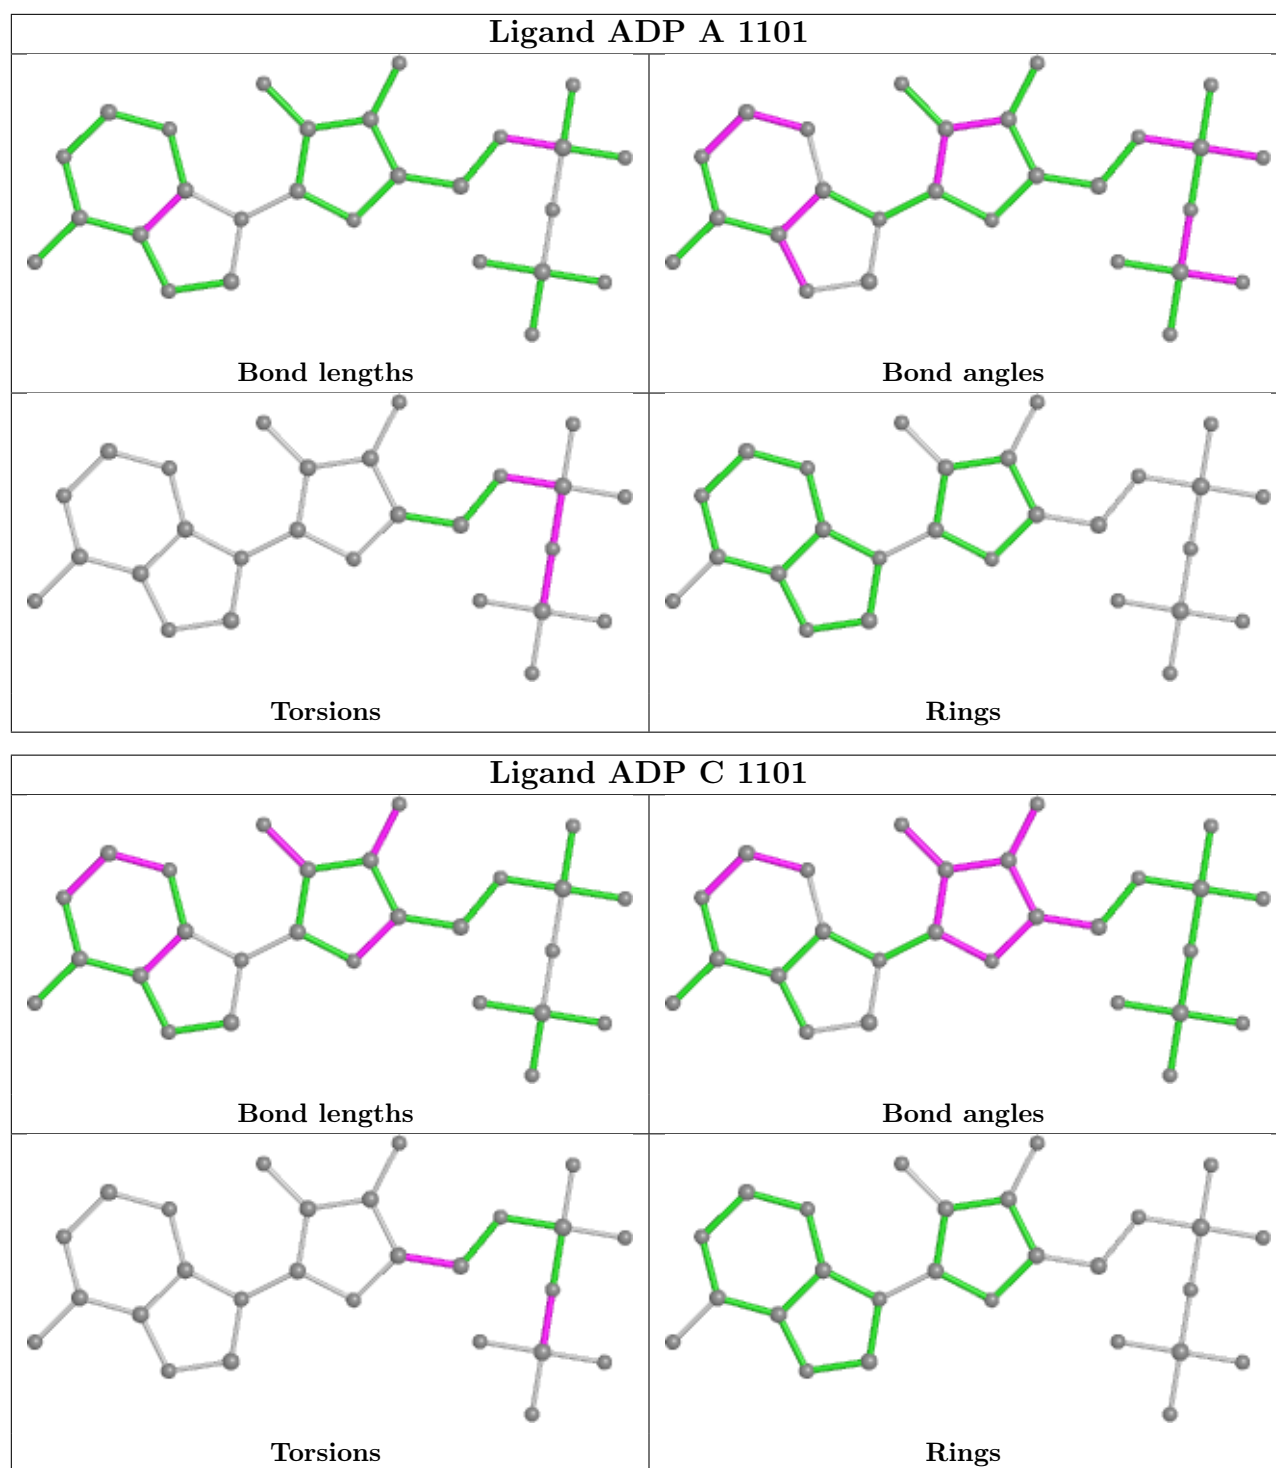 Ligand ADP A 1101
Bond lengths
Bond angles
Torsions
Rings
Ligand ADP C 1101
Bond lengths
Bond angles
Torsions
Rings